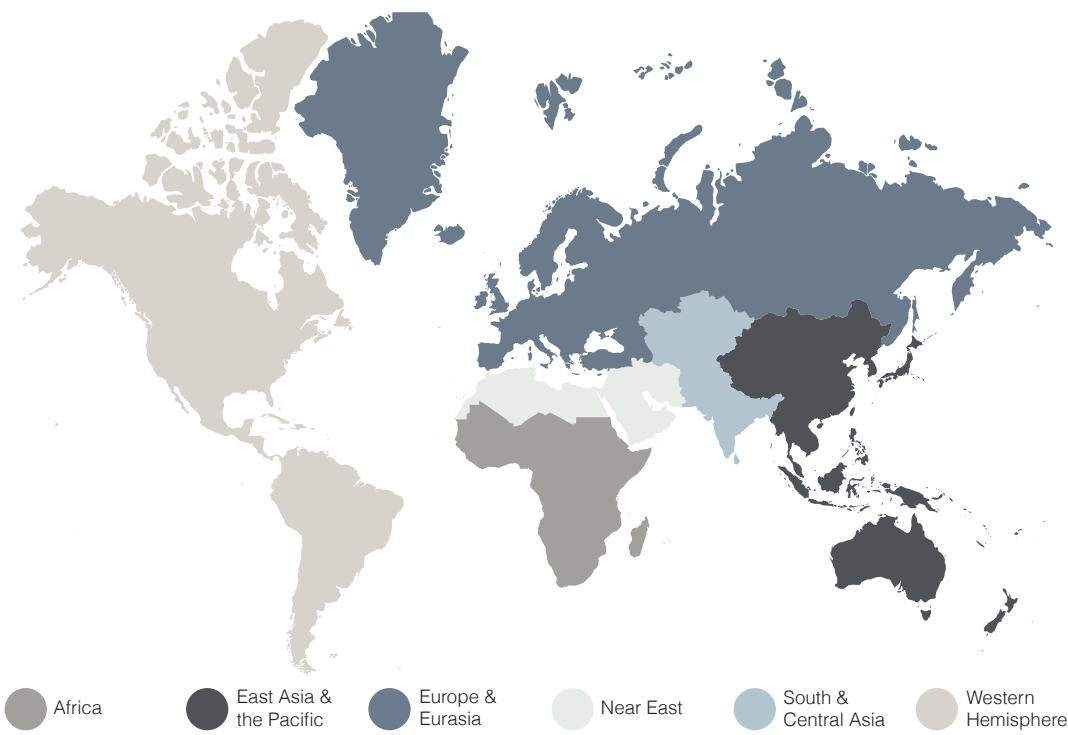 Africa
East Asia &
the Pacific
Europe &
Eurasia
Near East
South &
Central Asia
Western
Hemisphere